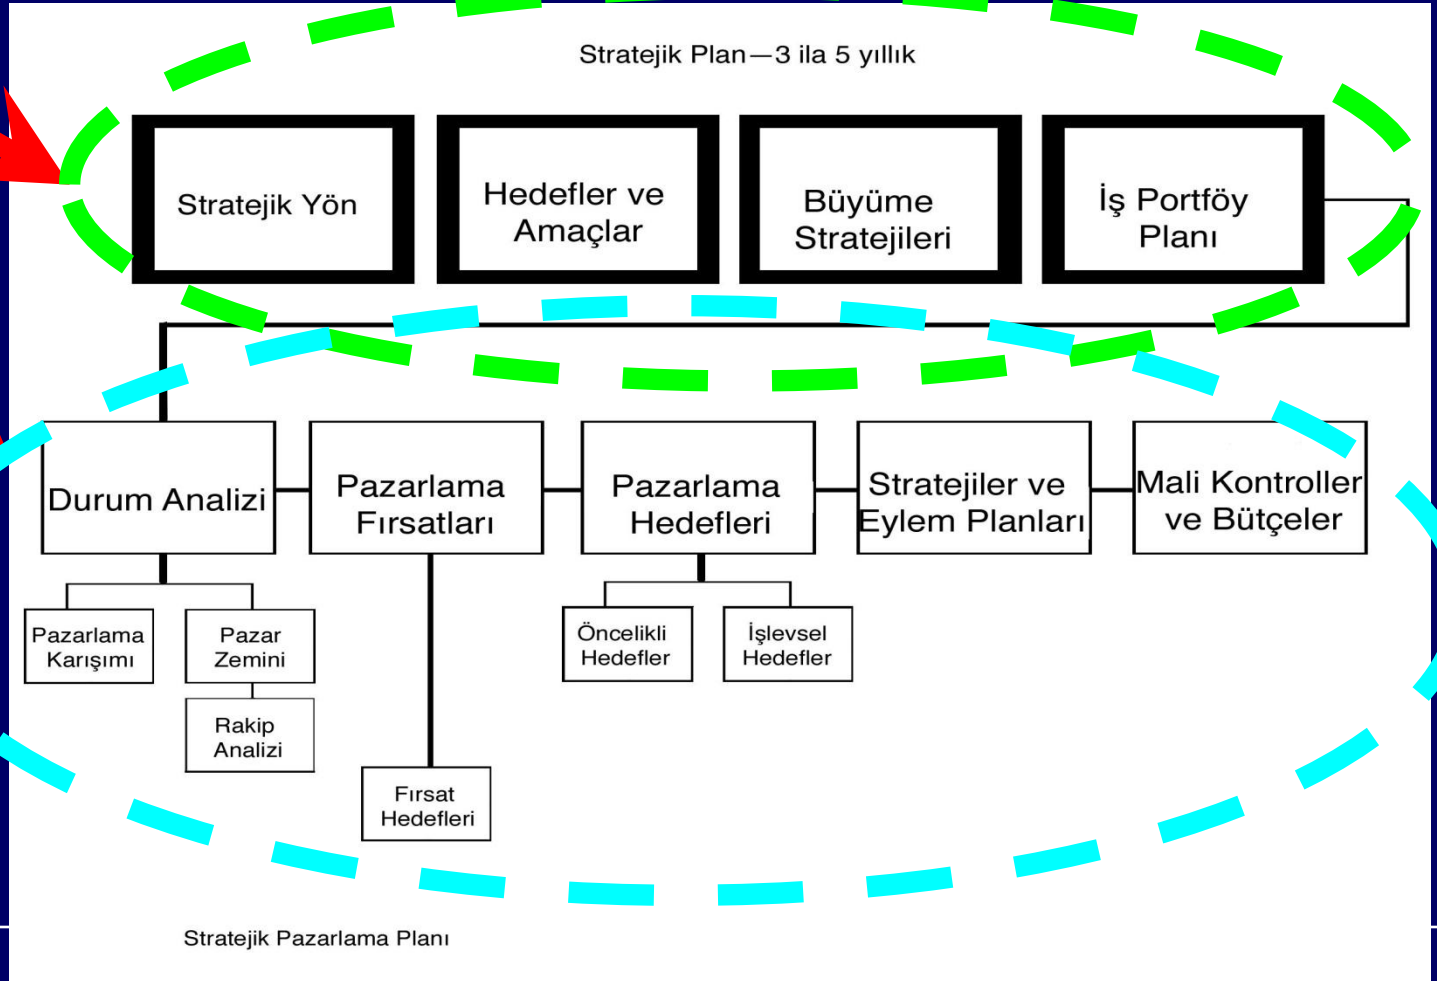 Stratejik Plan—3 ila 5 yıllık
Stratejik Yön
Hedefler ve
Amaçlar
Büyüme
Stratejileri
İş Portföy
Planı
Durum Analizi
Pazarlama
Fırsatları
Pazarlama
Hedefleri
Stratejiler ve
Eylem Planları
Mali Kontroller
ve Bütçeler
Pazarlama
Karışımı
Pazar
Zemini
Öncelikli
Hedefler
İşlevsel
Hedefler
Rakip
Analizi
Fırsat
Hedefleri
Stratejik Pazarlama Planı